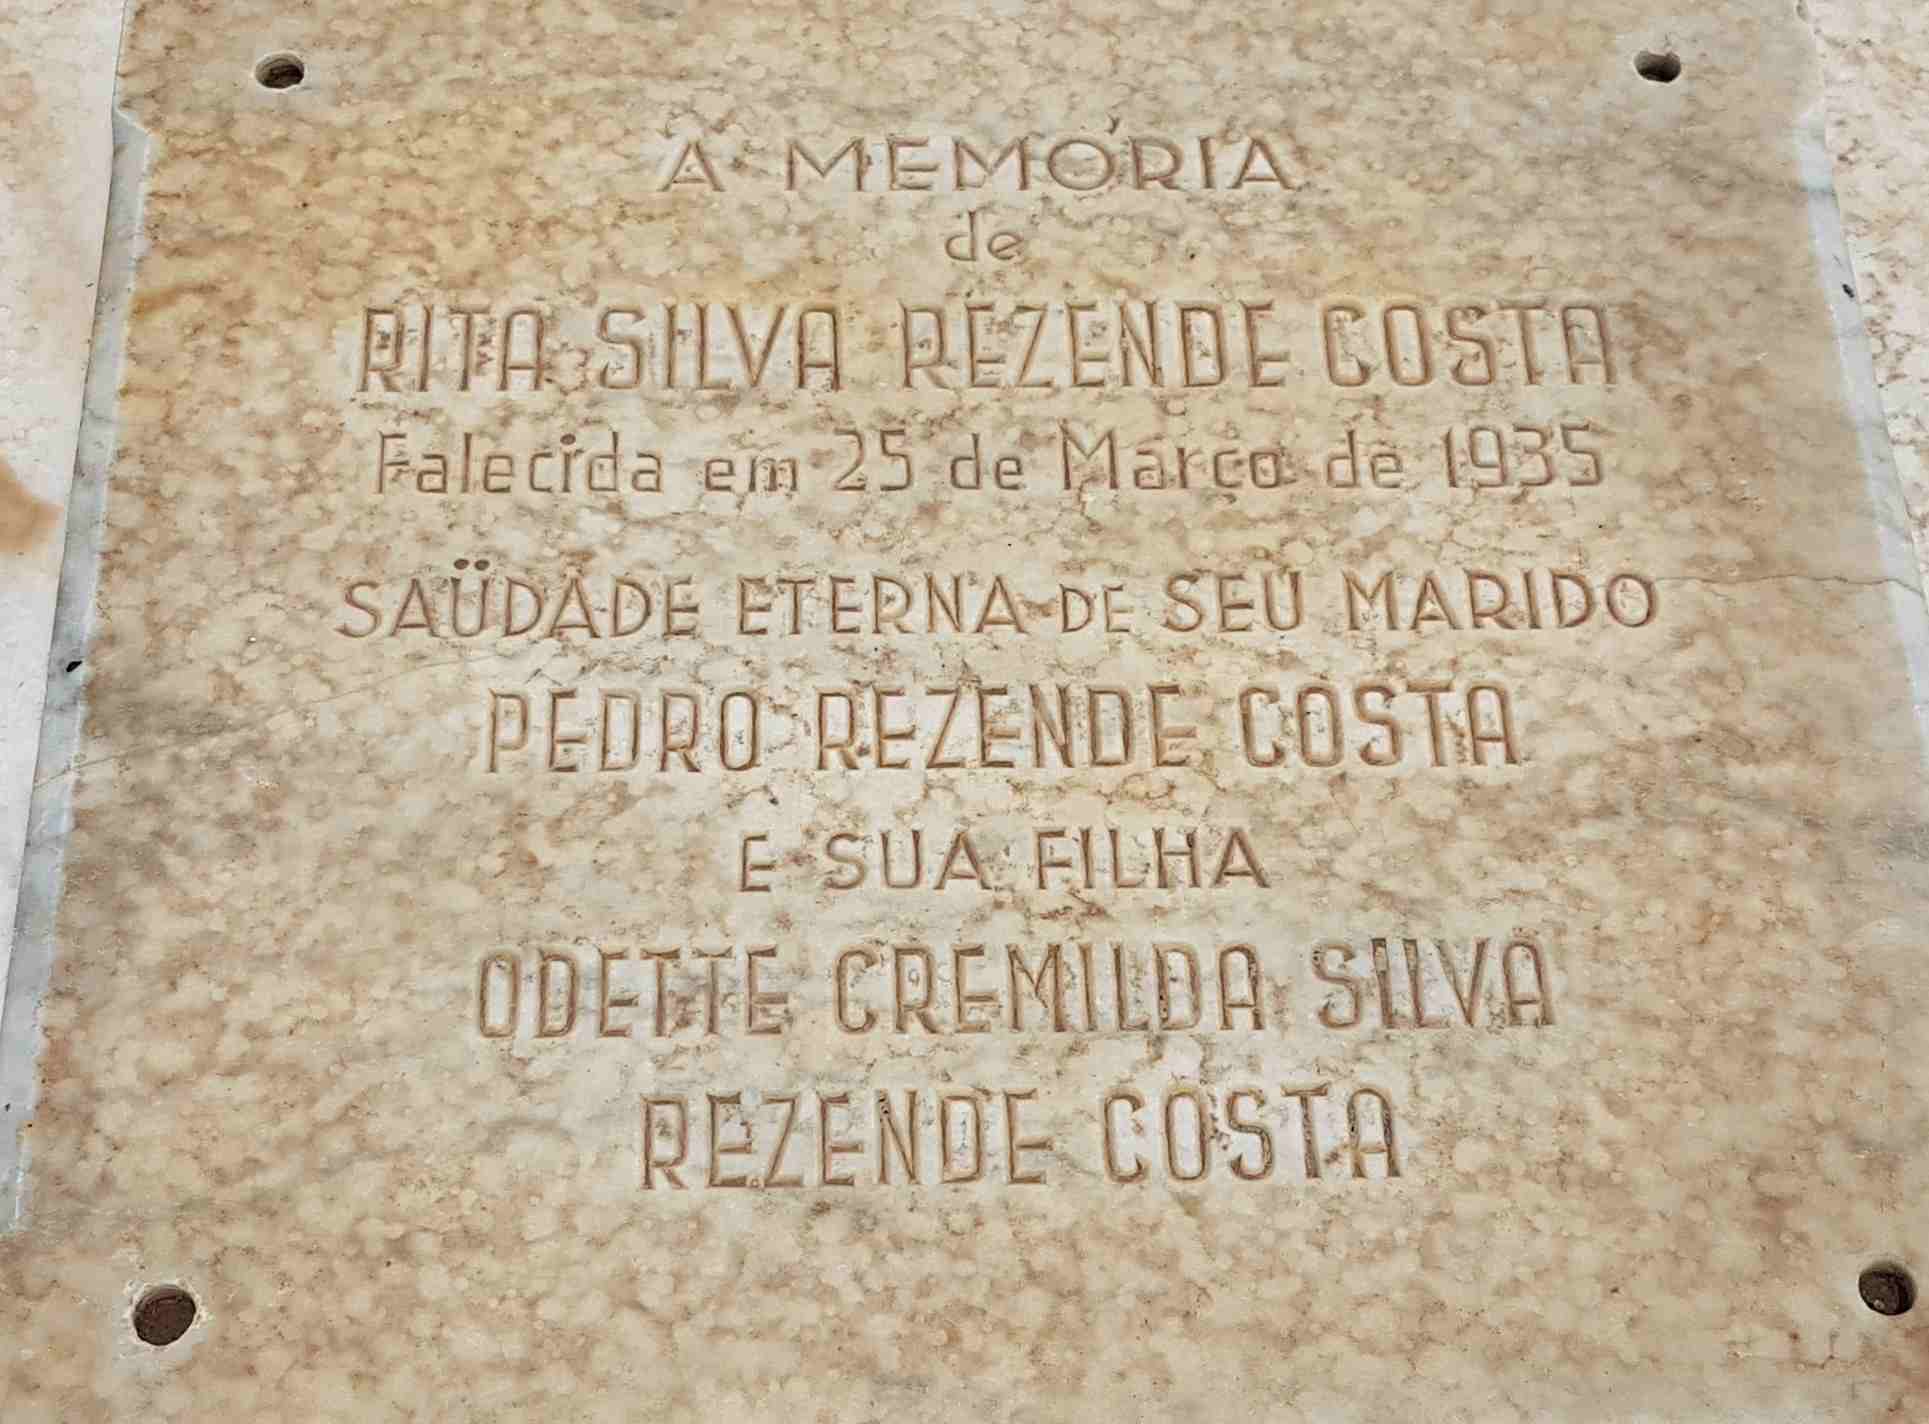 A MEMÓRIA
de
RITA SILVA REZENDE COSTA
Falecida em 25 de Março de 1935
SAÜDADE ETERNA DE SEU MARIDO
PEDRO REZENDE COSTA
E SUA FILHA
ODETTE CREMILDA SILVA
REZENDE COSTA